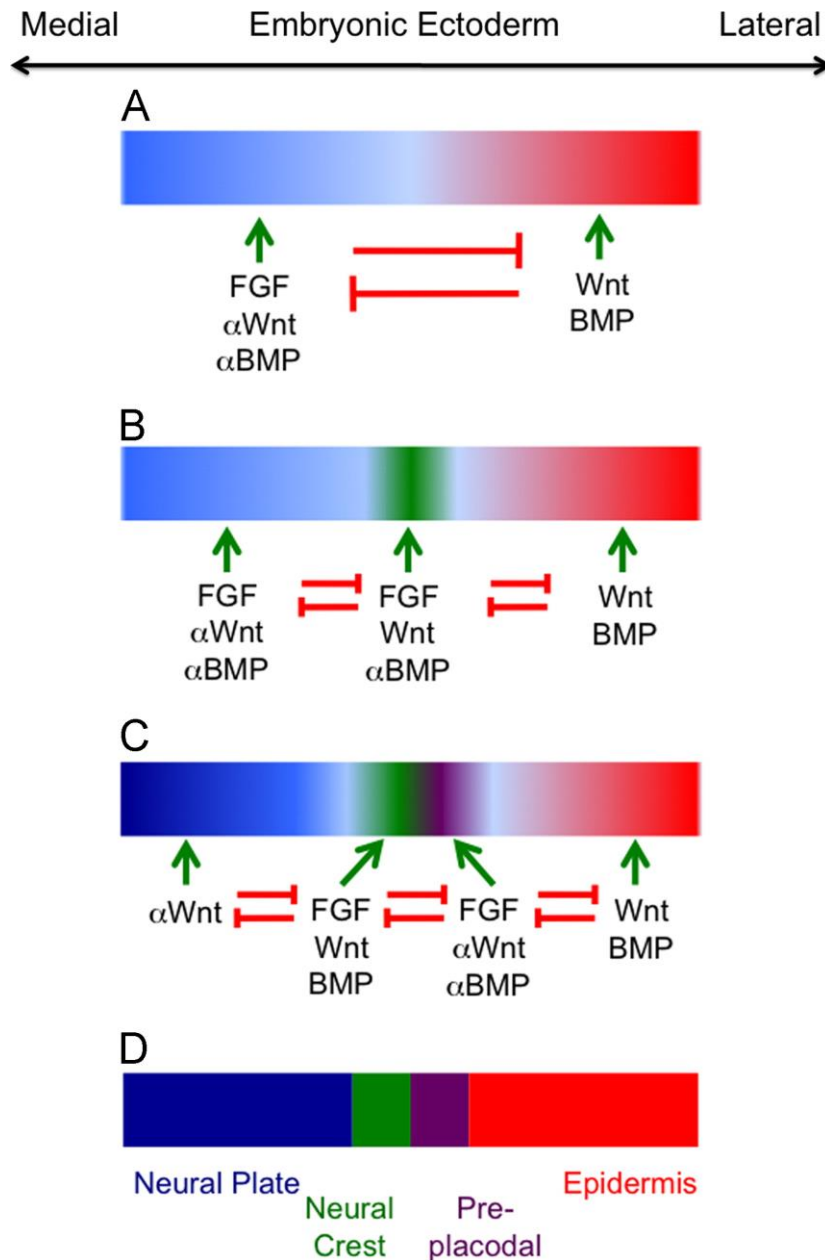 Medial Embryonic Ectoderm Lateral
A
FGF
αWnt
αBMP
Wnt
BMP
B
FGF
αWnt
αBMP
FGF
Wnt
αBMP
Wnt
BMP
C
αWnt
FGF
Wnt
BMP
FGF
αWnt
αBMP
Wnt
BMP
D
Neural Plate
Neural
Crest
Pre-
placodal
Epidermis